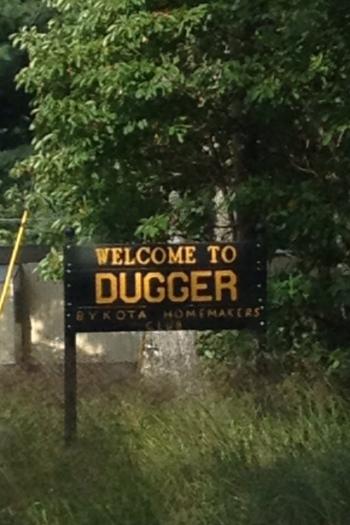 WELCOME TO
DUGGER
BYKOTA HOMEMAKERS'
CLUB